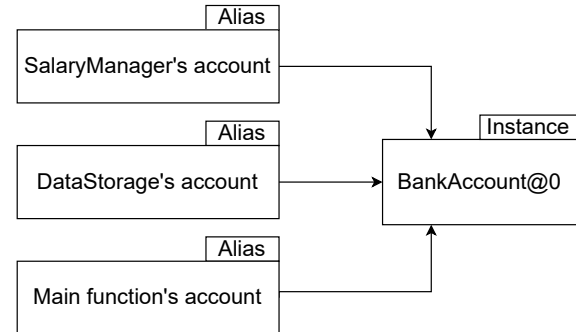 Alias
SalaryManager's account
Instance
Alias
DataStorage's account
BankAccount@0
Alias
Main function's account